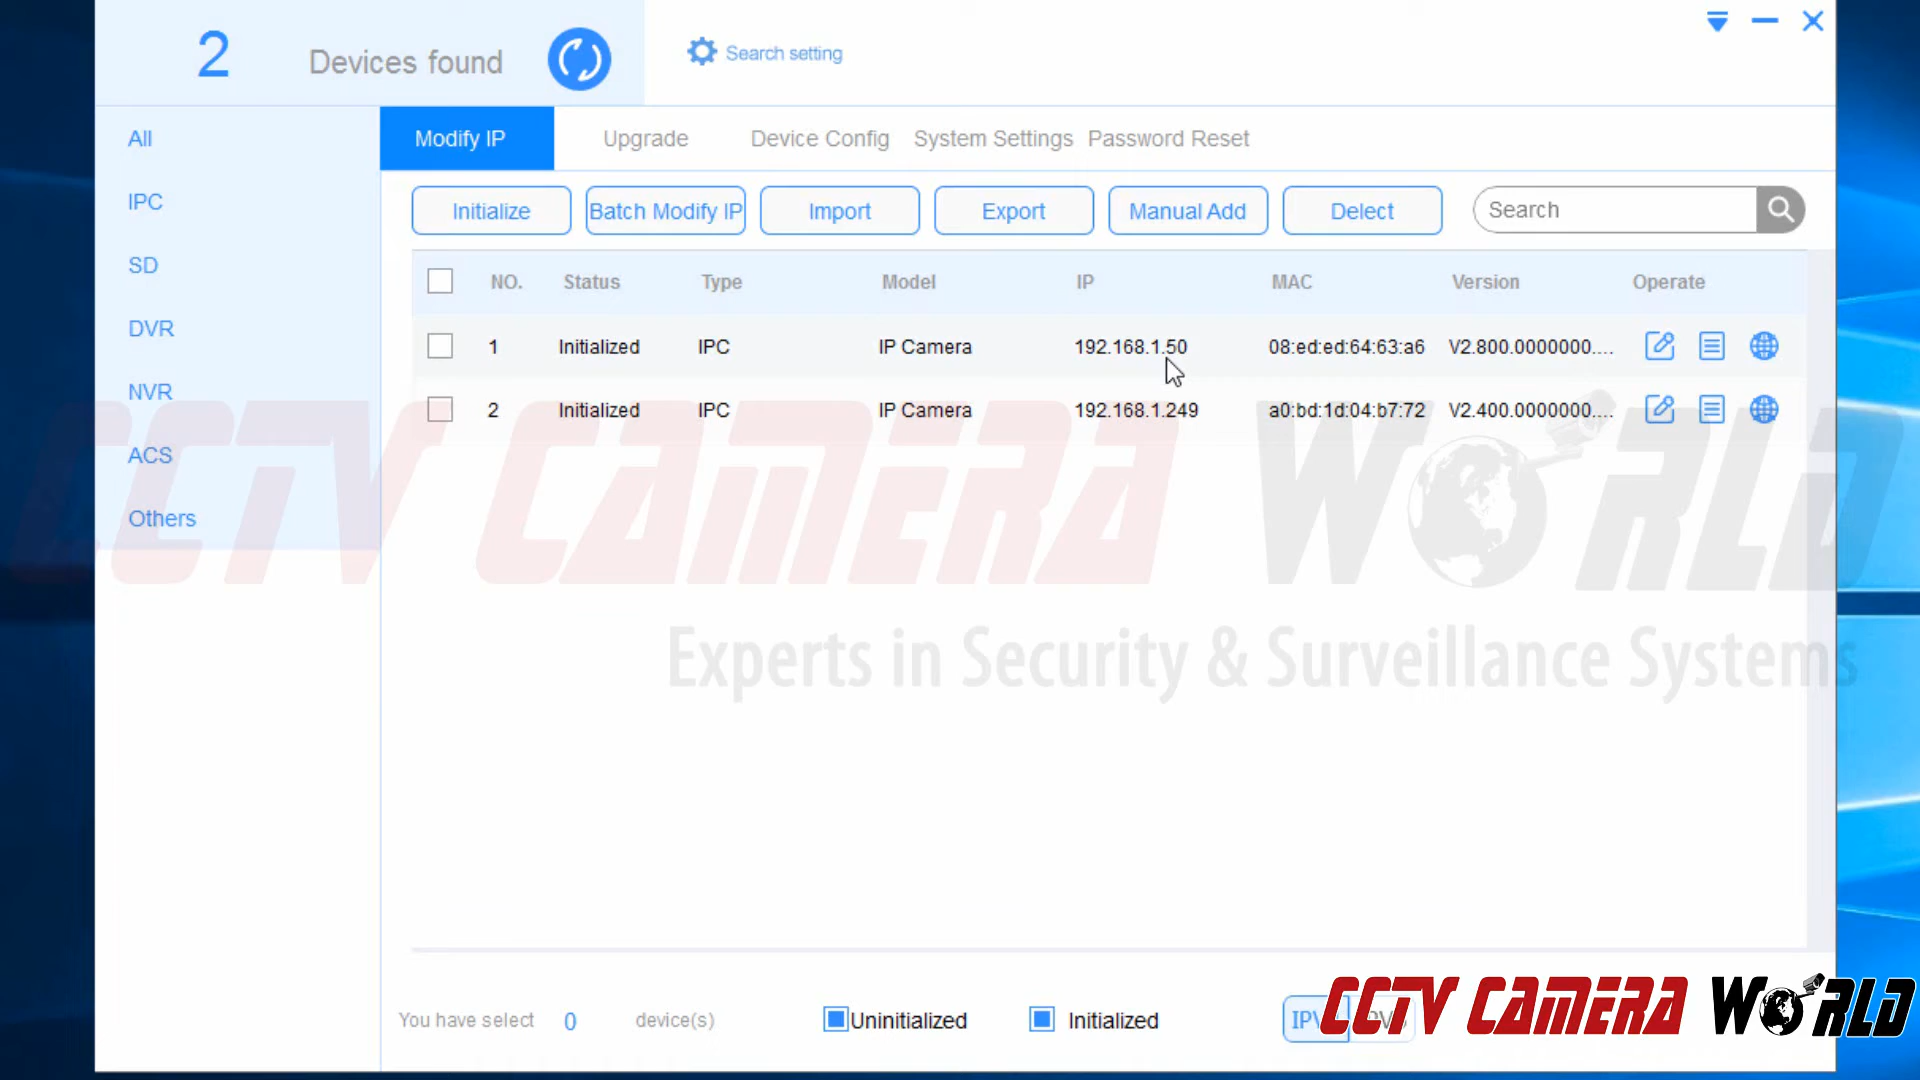 2 Devices found
Search setting
All
IPC
SD
DVR
NVR
ACS
Others
Modify IP Upgrade Device Config System Settings Password Reset
Initialize Batch Modify IP Import Export Manual Add Delect Search
NO. Status Type Model IP MAC Version Operate
1 Initialized IPC IP Camera 192.168.1.50 08:ed:ed:64:63:a6 V2.800.0000000....
2 Initialized IPC IP Camera 192.168.1.249 a0:bd:1d:04:b7:72 V2.400.0000000....
CCTV CAMERA WORLD
Experts in Security & Surveillance Systems
You have select 0 device(s) Uninitialized Initialized
CCTV CAMERA WORLD